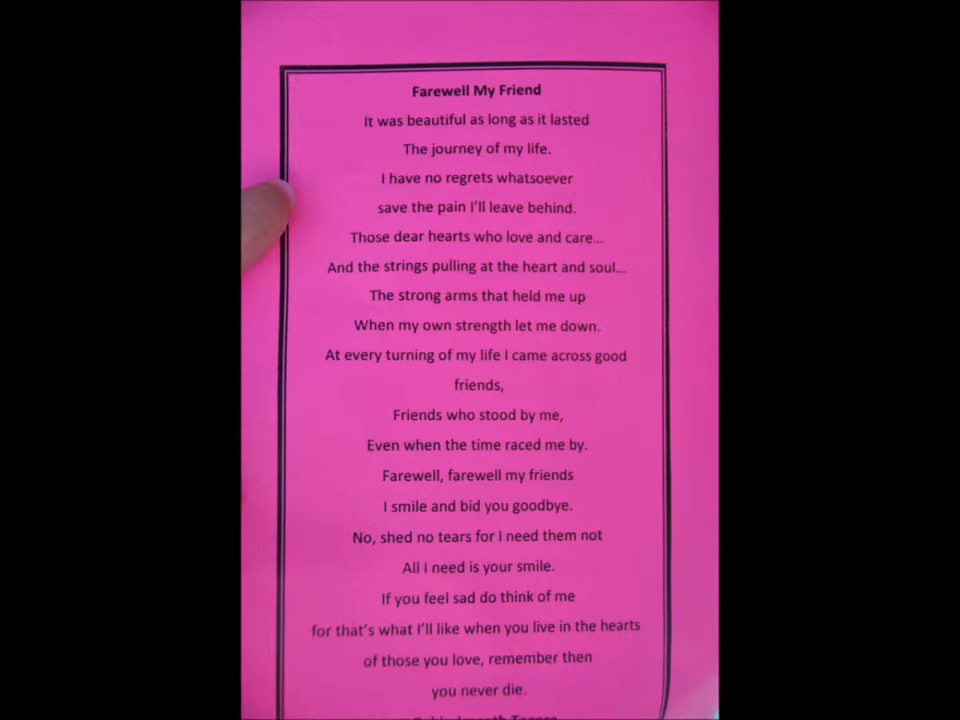 Farewell My Friend
It was beautiful as long as it lasted
The journey of my life.
I have no regrets whatsoever
save the pain I'll leave behind.
Those dear hearts who love and care...
And the strings pulling at the heart and soul...
The strong arms that held me up
When my own strength let me down.
At every turning of my life I came across good
friends,
Friends who stood by me,
Even when the time raced me by.
Farewell, farewell my friends
I smile and bid you goodbye.
No, shed no tears for I need them not
All I need is your smile.
If you feel sad do think of me
for that's what I'll like when you live in the hearts
of those you love, remember then
you never die.